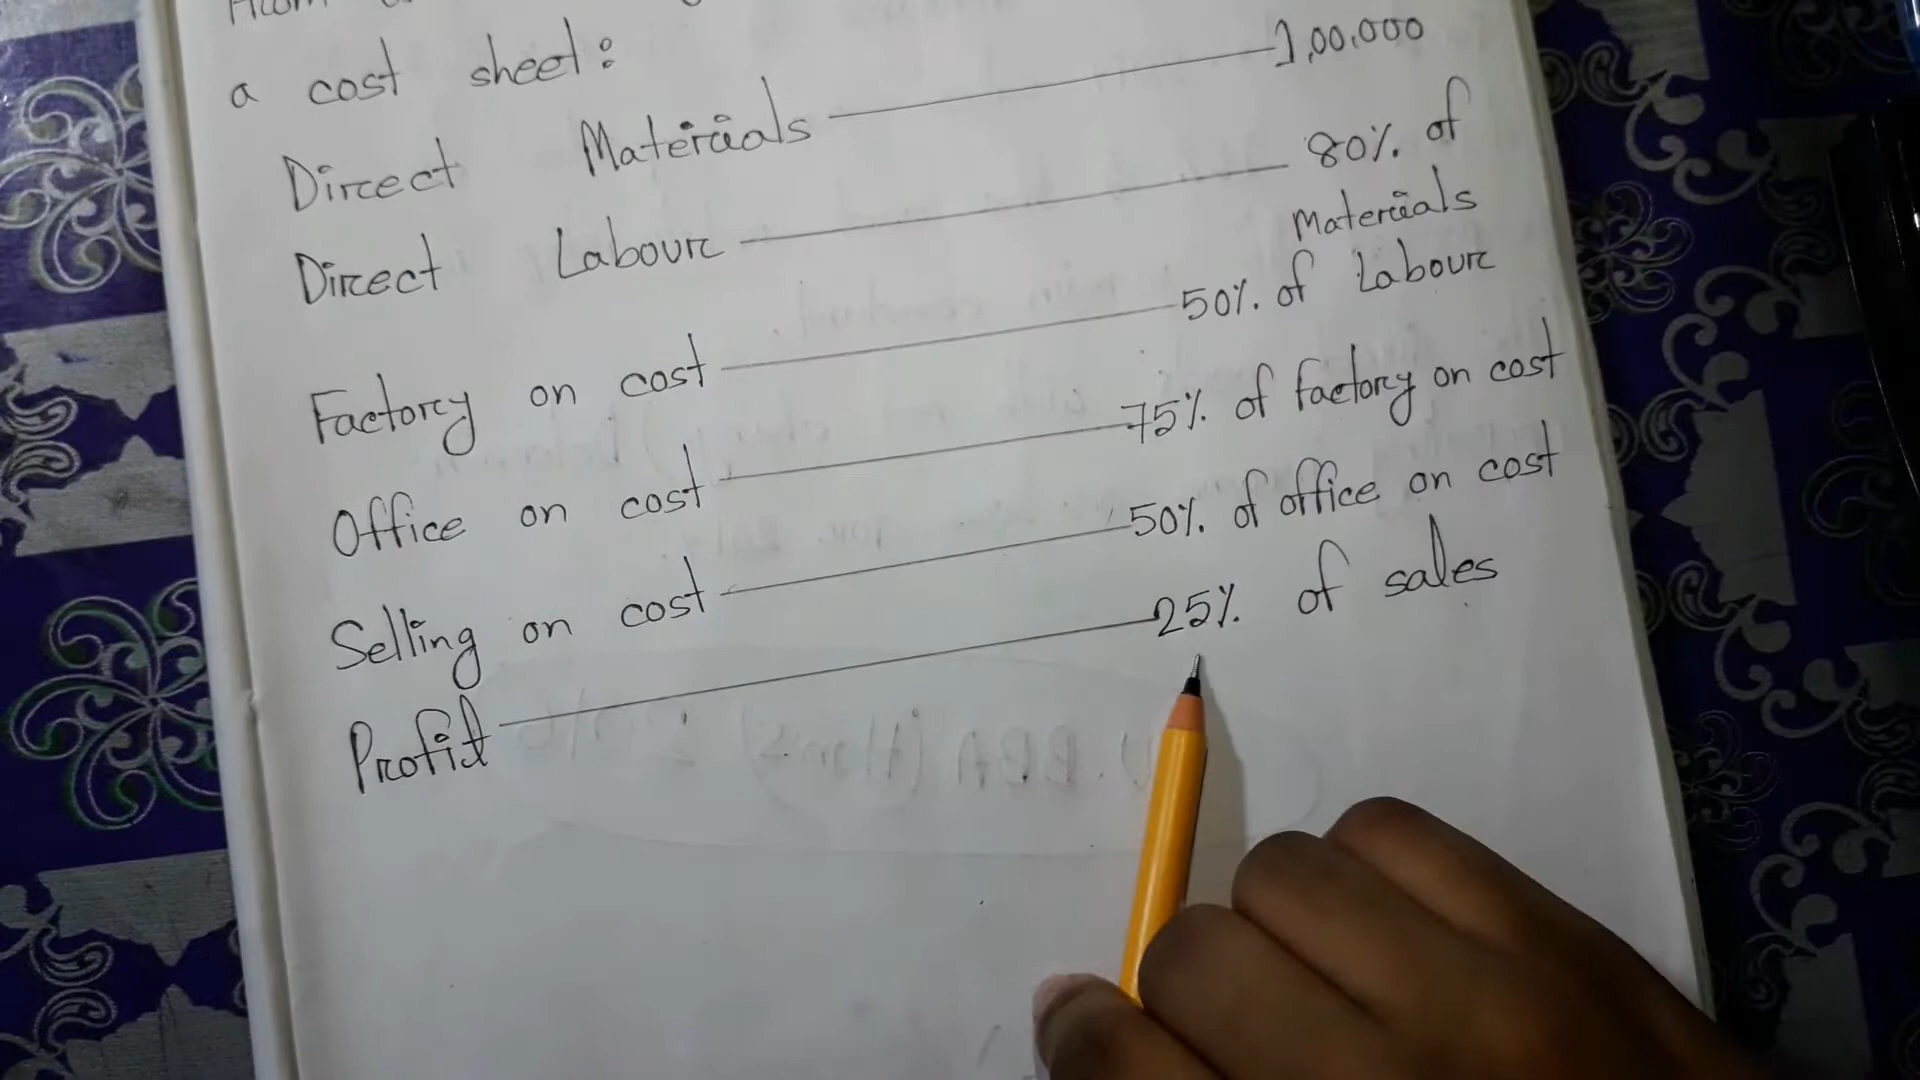 a cost sheet:
Direct Materials 1,00,000
Direct Labour 80% of
Materials
Factory on cost 50% of Labour
Office on cost 75% of factory on cost
Selling on cost 50% of office on cost
Profit 25% of sales